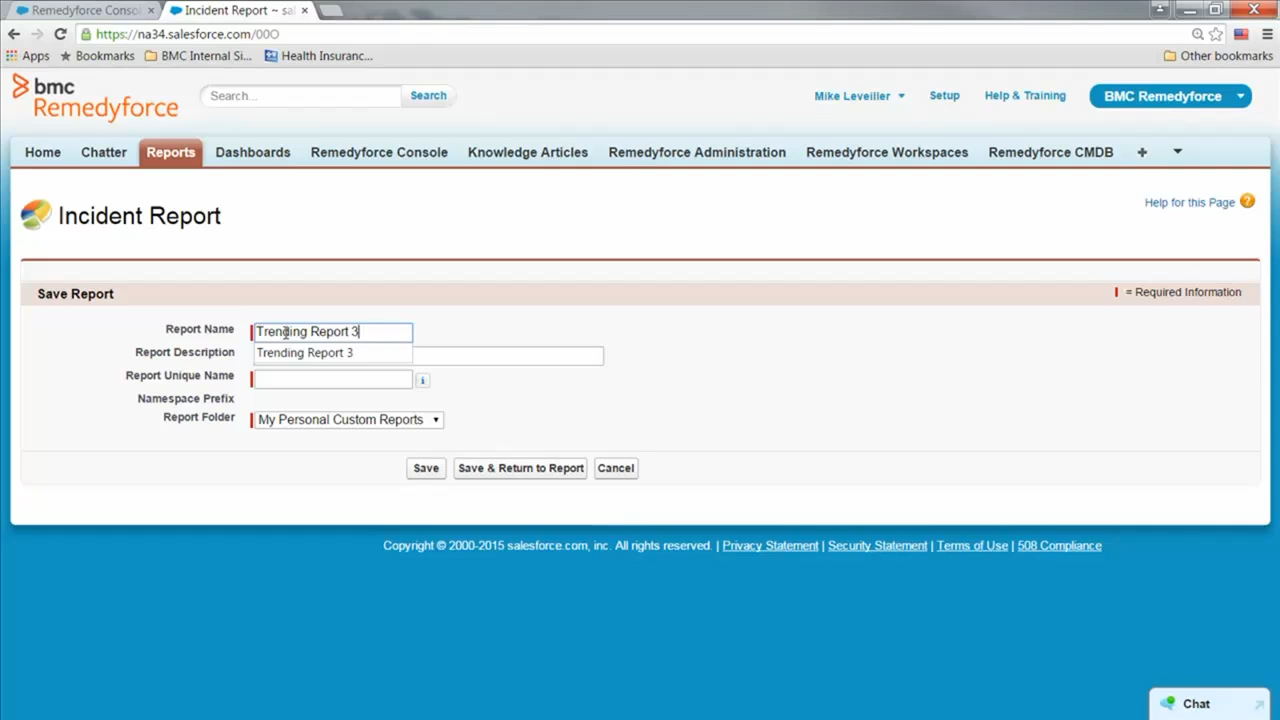 Remedyforce Conso
Incident Report ~ sa
https://na34.salesforce.com/00O
Apps Bookmarks BMC Internal Si... Health Insuranc... Other bookmarks
bmc
Remedyforce
Search... Search
Mike Leveiller Setup Help & Training BMC Remedyforce
Home Chatter Reports Dashboards Remedyforce Console Knowledge Articles Remedyforce Administration Remedyforce Workspaces Remedyforce CMDB +
Incident Report
Help for this Page ?
Save Report
= Required Information
Report Name Trending Report 3
Report Description Trending Report 3
Report Unique Name i
Namespace Prefix
Report Folder My Personal Custom Reports
Save Save & Return to Report Cancel
Copyright © 2000-2015 salesforce.com, inc. All rights reserved. | Privacy Statement | Security Statement | Terms of Use | 508 Compliance
Chat